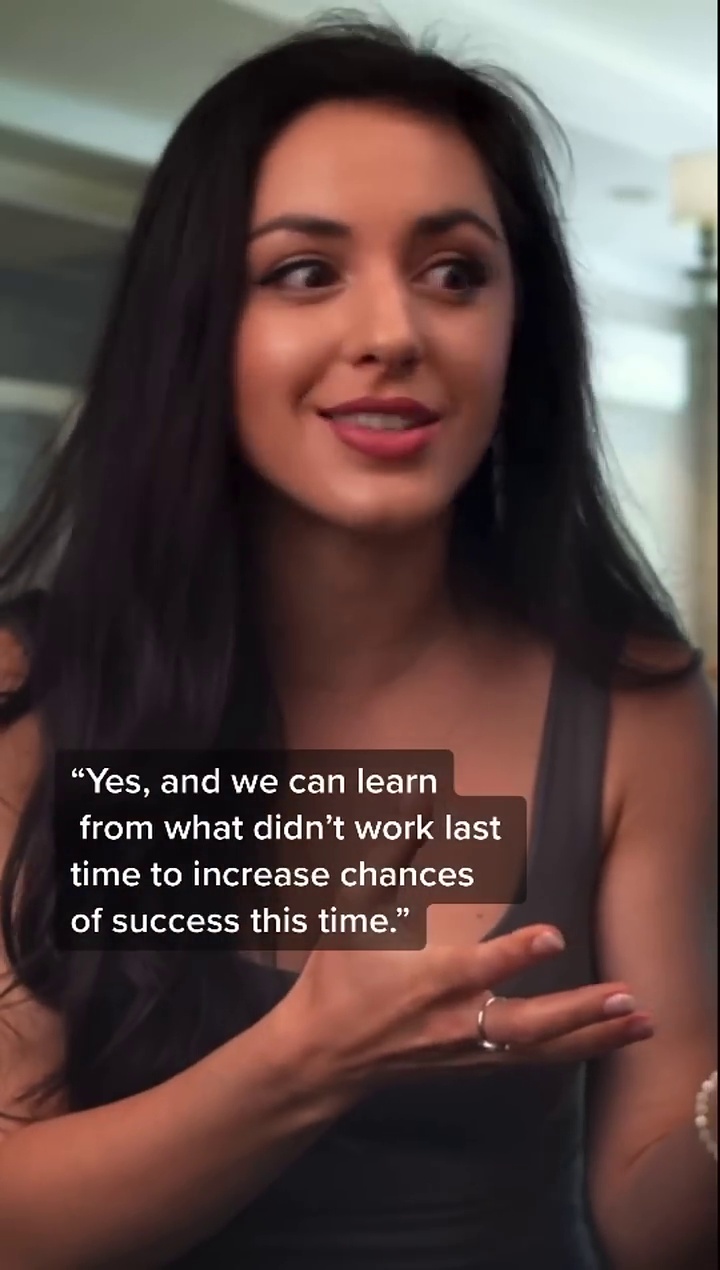 “Yes, and we can learn
from what didn’t work last
time to increase chances
of success this time.”